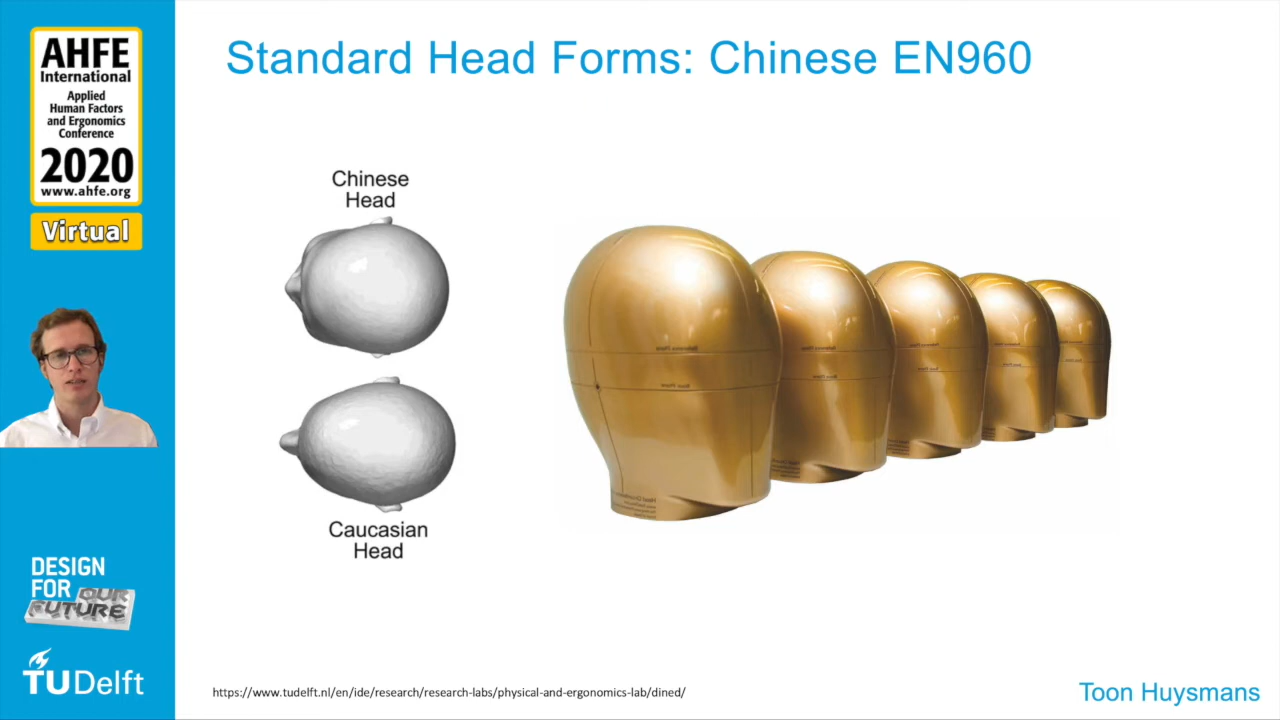 AHFE
International
Applied
Human Factors
and Ergonomics
Conference
2020
www.ahfe.org
Virtual
Standard Head Forms: Chinese EN960
Chinese
Head
Caucasian
Head
DESIGN
FOR OUR
FUTURE
TUDelft
https://www.tudelft.nl/en/ide/research/research-labs/physical-and-ergonomics-lab/dined/
Toon Huysmans